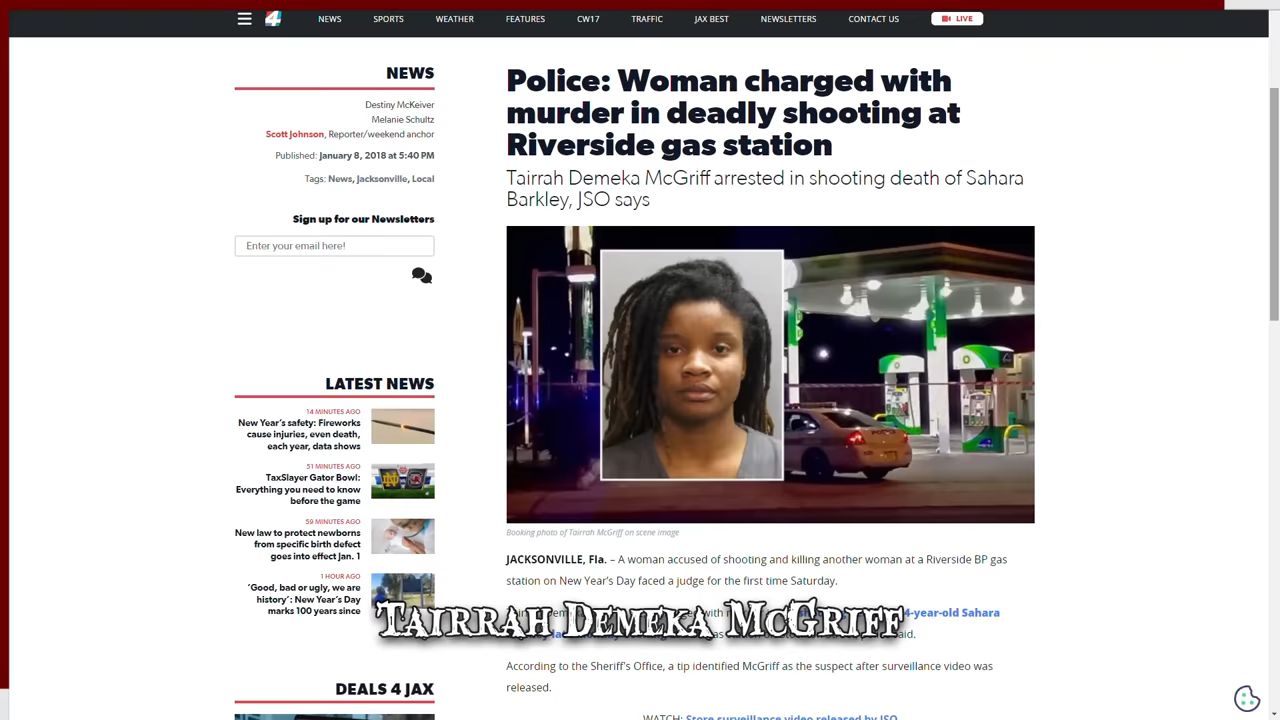 4
NEWS
SPORTS
WEATHER
FEATURES
CW17
TRAFFIC
JAX BEST
NEWSLETTERS
CONTACT US
LIVE
NEWS
Destiny McKeiver
Melanie Schultz
Scott Johnson, Reporter/weekend anchor
Published: January 8, 2018 at 5:40 PM
Tags: News, Jacksonville, Local
Sign up for our Newsletters
Enter your email here!
LATEST NEWS
14 MINUTES AGO
New Year's safety: Fireworks
cause injuries, even death,
each year, data shows
51 MINUTES AGO
TaxSlayer Gator Bowl:
Everything you need to know
before the game
59 MINUTES AGO
New law to protect newborns
from specific birth defect
goes into effect Jan. 1
1 HOUR AGO
'Good, bad or ugly, we are
history': New Year's Day
marks 100 years since
DEALS 4 JAX
Police: Woman charged with
murder in deadly shooting at
Riverside gas station
Tairrah Demeka McGriff arrested in shooting death of Sahara
Barkley, JSO says
Booking photo of Tairrah McGriff on scene image
JACKSONVILLE, Fla. – A woman accused of shooting and killing another woman at a Riverside BP gas
station on New Year's Day faced a judge for the first time Saturday.
4-year-old Sahara
Tairrah Demeka McGriff
According to the Sheriff's Office, a tip identified McGriff as the suspect after surveillance video was
released.
WATCH: Store surveillance video released by JSO